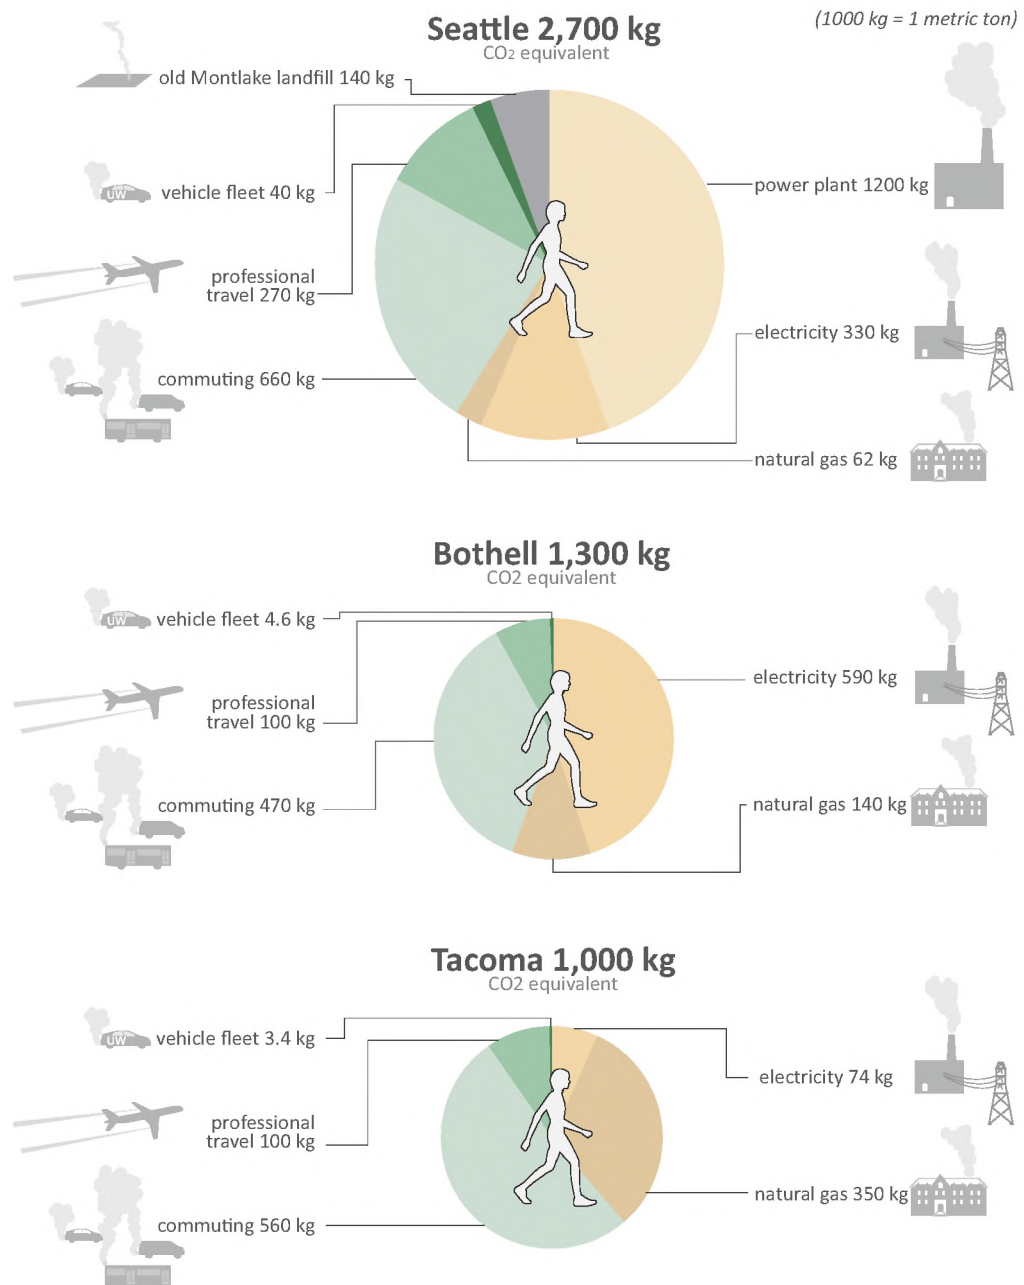 Seattle 2,700 kg
CO₂ equivalent
(1000 kg = 1 metric ton)
old Montlake landfill 140 kg
UW
vehicle fleet 40 kg
power plant 1200 kg
professional
travel 270 kg
electricity 330 kg
commuting 660 kg
natural gas 62 kg
Bothell 1,300 kg
CO2 equivalent
UW
vehicle fleet 4.6 kg
electricity 590 kg
professional
travel 100 kg
commuting 470 kg
natural gas 140 kg
Tacoma 1,000 kg
CO2 equivalent
UW
vehicle fleet 3.4 kg
electricity 74 kg
professional
travel 100 kg
natural gas 350 kg
commuting 560 kg